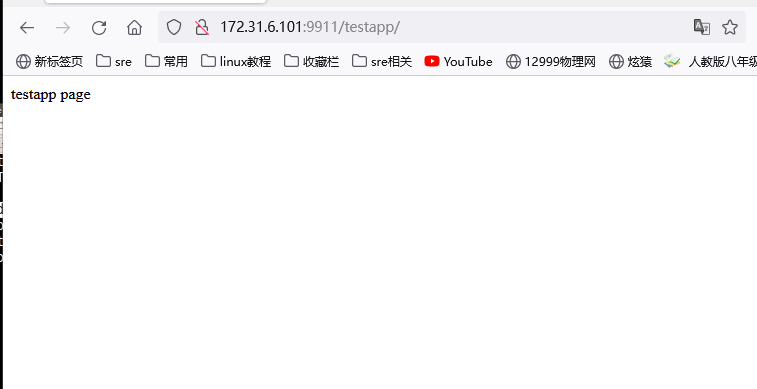 172.31.6.101:9911/testapp/
新标签页 sre 常用 linux教程 收藏栏 sre相关 YouTube 12999物理网 炫猿 人教版八年级
testapp page